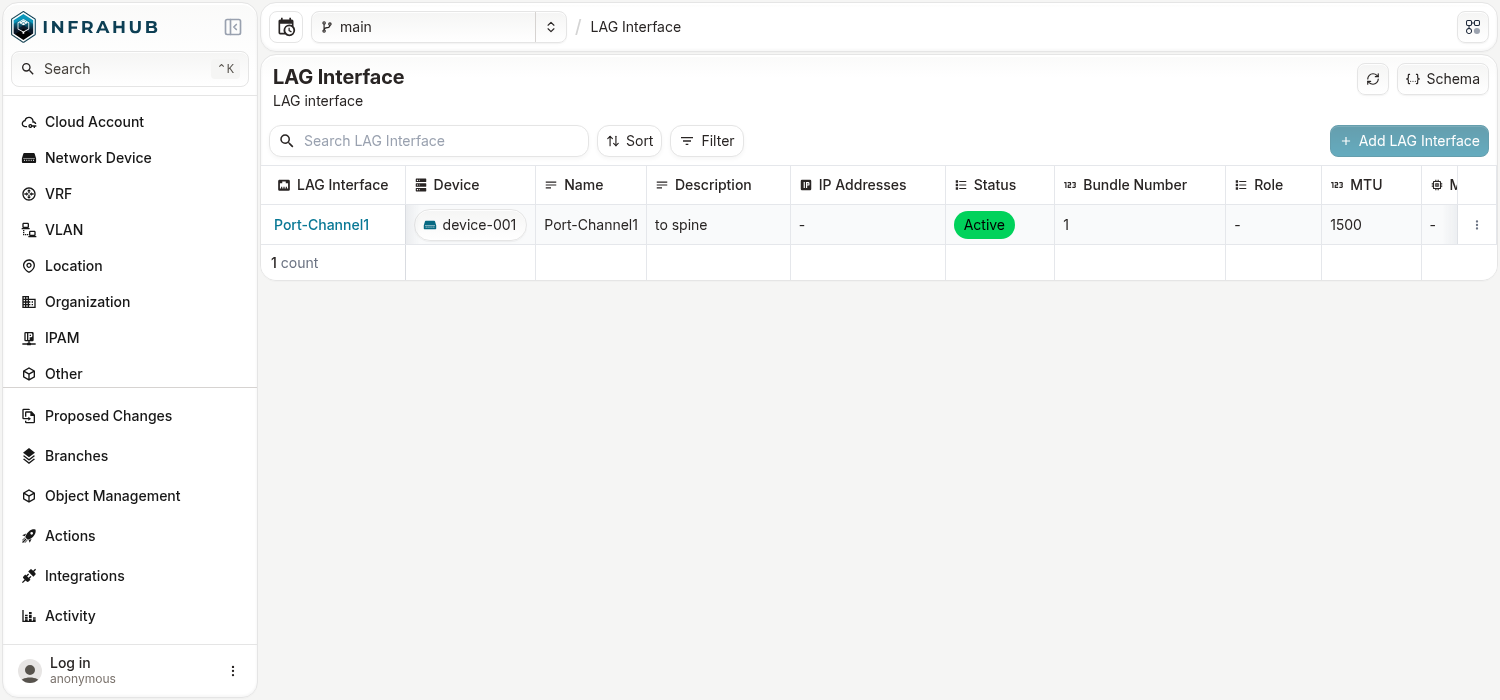 INFRAHUB
Search
^K
Cloud Account
Network Device
VRF
VLAN
Location
Organization
IPAM
Other
Proposed Changes
Branches
Object Management
Actions
Integrations
Activity
Log in
anonymous
main / LAG Interface
LAG Interface
LAG interface
Schema
Search LAG Interface
Sort
Filter
+ Add LAG Interface
LAG Interface Device Name Description IP Addresses Status 123 Bundle Number Role 123 MTU M
Port-Channel1 device-001 Port-Channel1 to spine - Active 1 - 1500 -
1 count